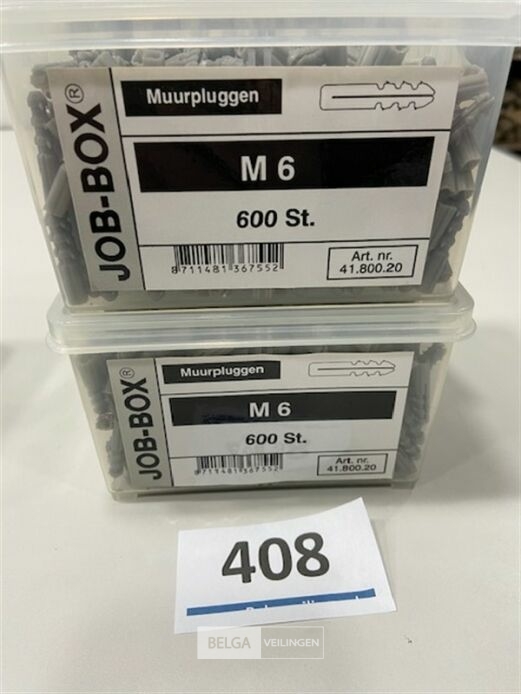 JOB-BOX®
Muurpluggen
M 6
600 St.
8711481367552
Art. nr.
41.800.20
JOB-BOX®
Muurpluggen
M 6
600 St.
8711481367552
Art. nr.
41.800.20
408
BELGA VEILINGEN